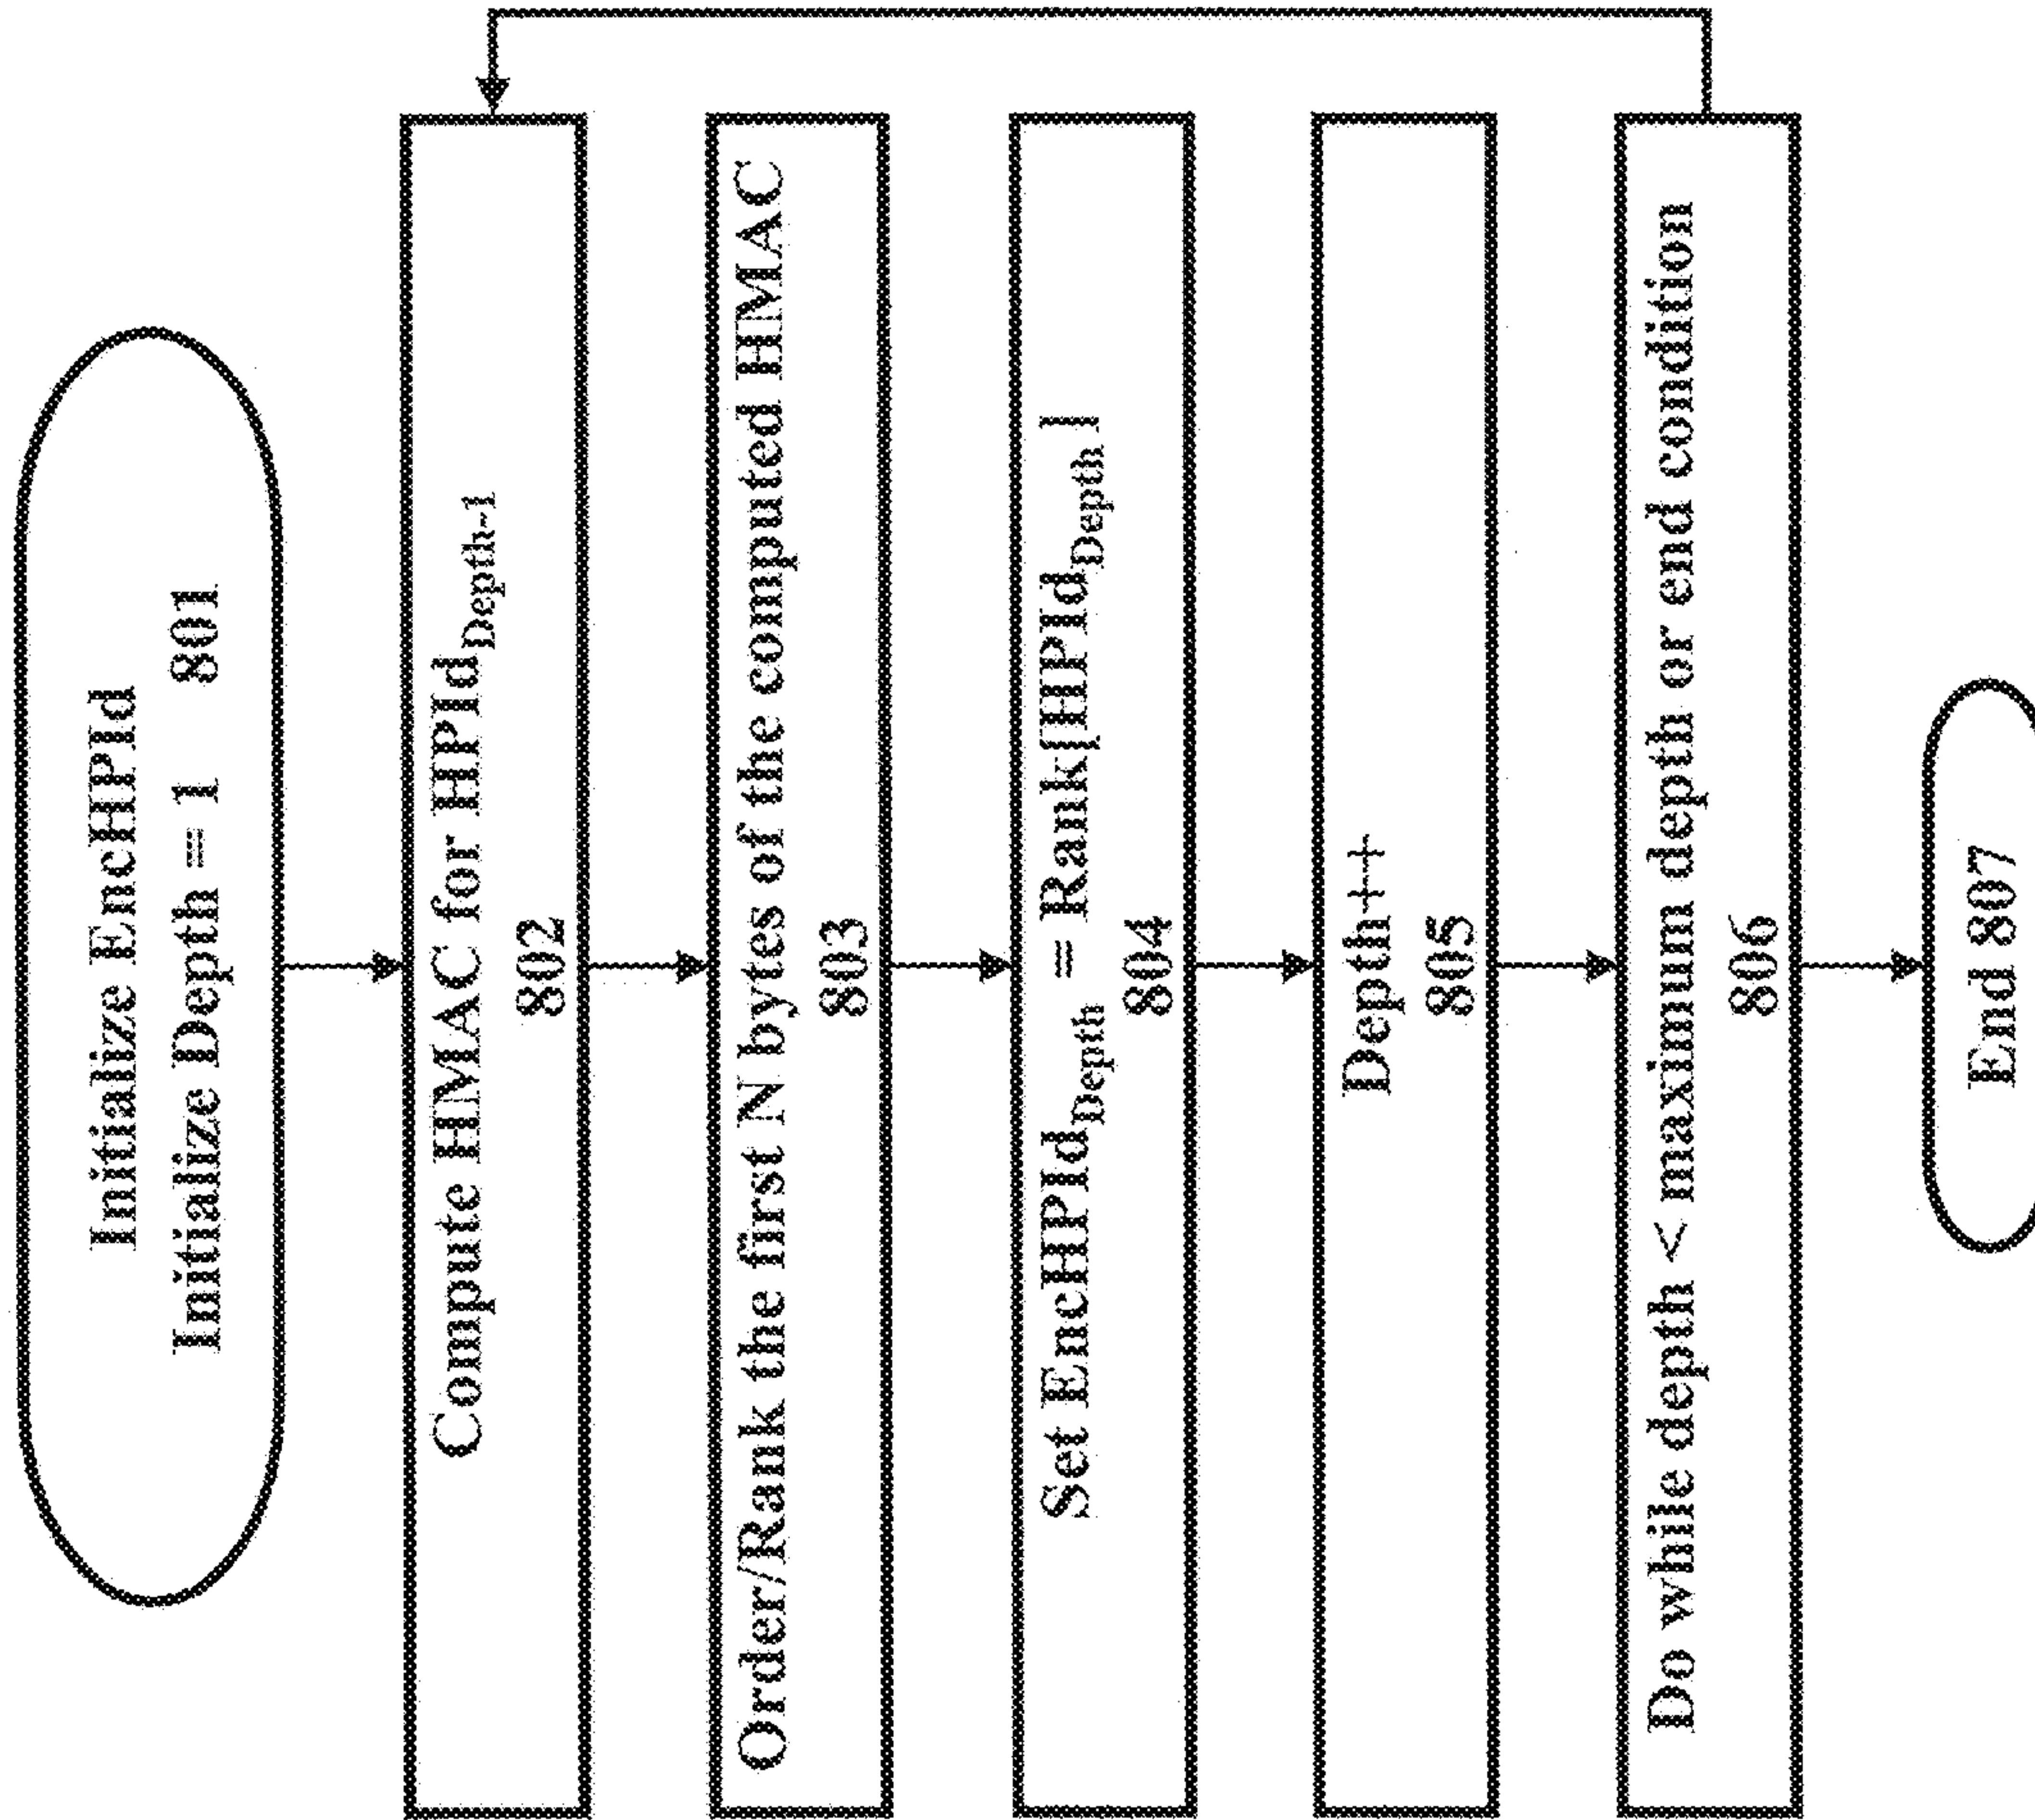 Initialize EncHPId
Initialize Depth = 1 801
Compute HMAC for HPId_Depth-1
802
Order/Rank the first N bytes of the computed HMAC
803
Set EncHPId_Depth = Rank[HPId_Depth]
804
Depth++
805
Do while depth < maximum depth or end condition
806
End 807